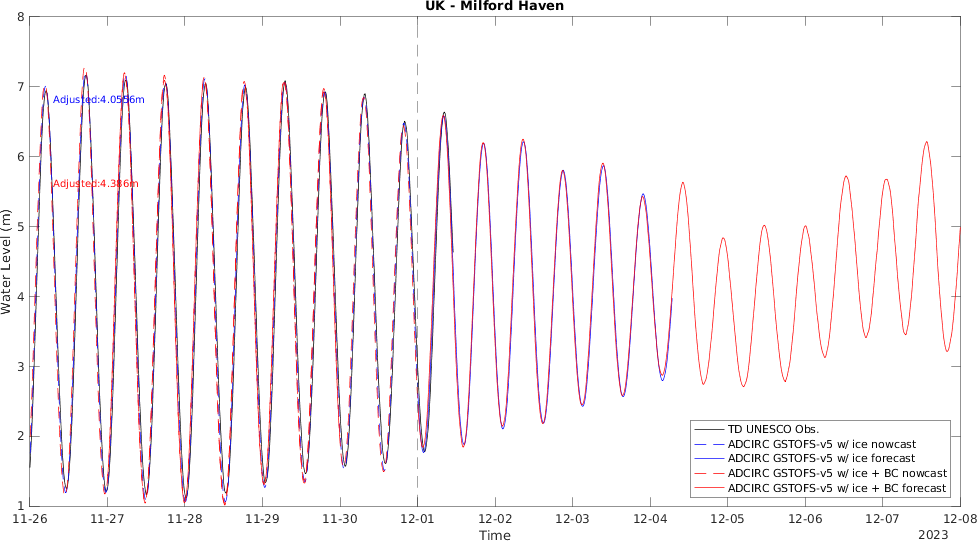 UK - Milford Haven
8
7
6
5
4
3
2
1
Water Level (m)
Adjusted:4.0556m
Adjusted:4.386m
TD UNESCO Obs.
ADCIRC GSTOFS-v5 w/ ice nowcast
ADCIRC GSTOFS-v5 w/ ice forecast
ADCIRC GSTOFS-v5 w/ ice + BC nowcast
ADCIRC GSTOFS-v5 w/ ice + BC forecast
11-26 11-27 11-28 11-29 11-30 12-01 12-02 12-03 12-04 12-05 12-06 12-07 12-08
Time
2023